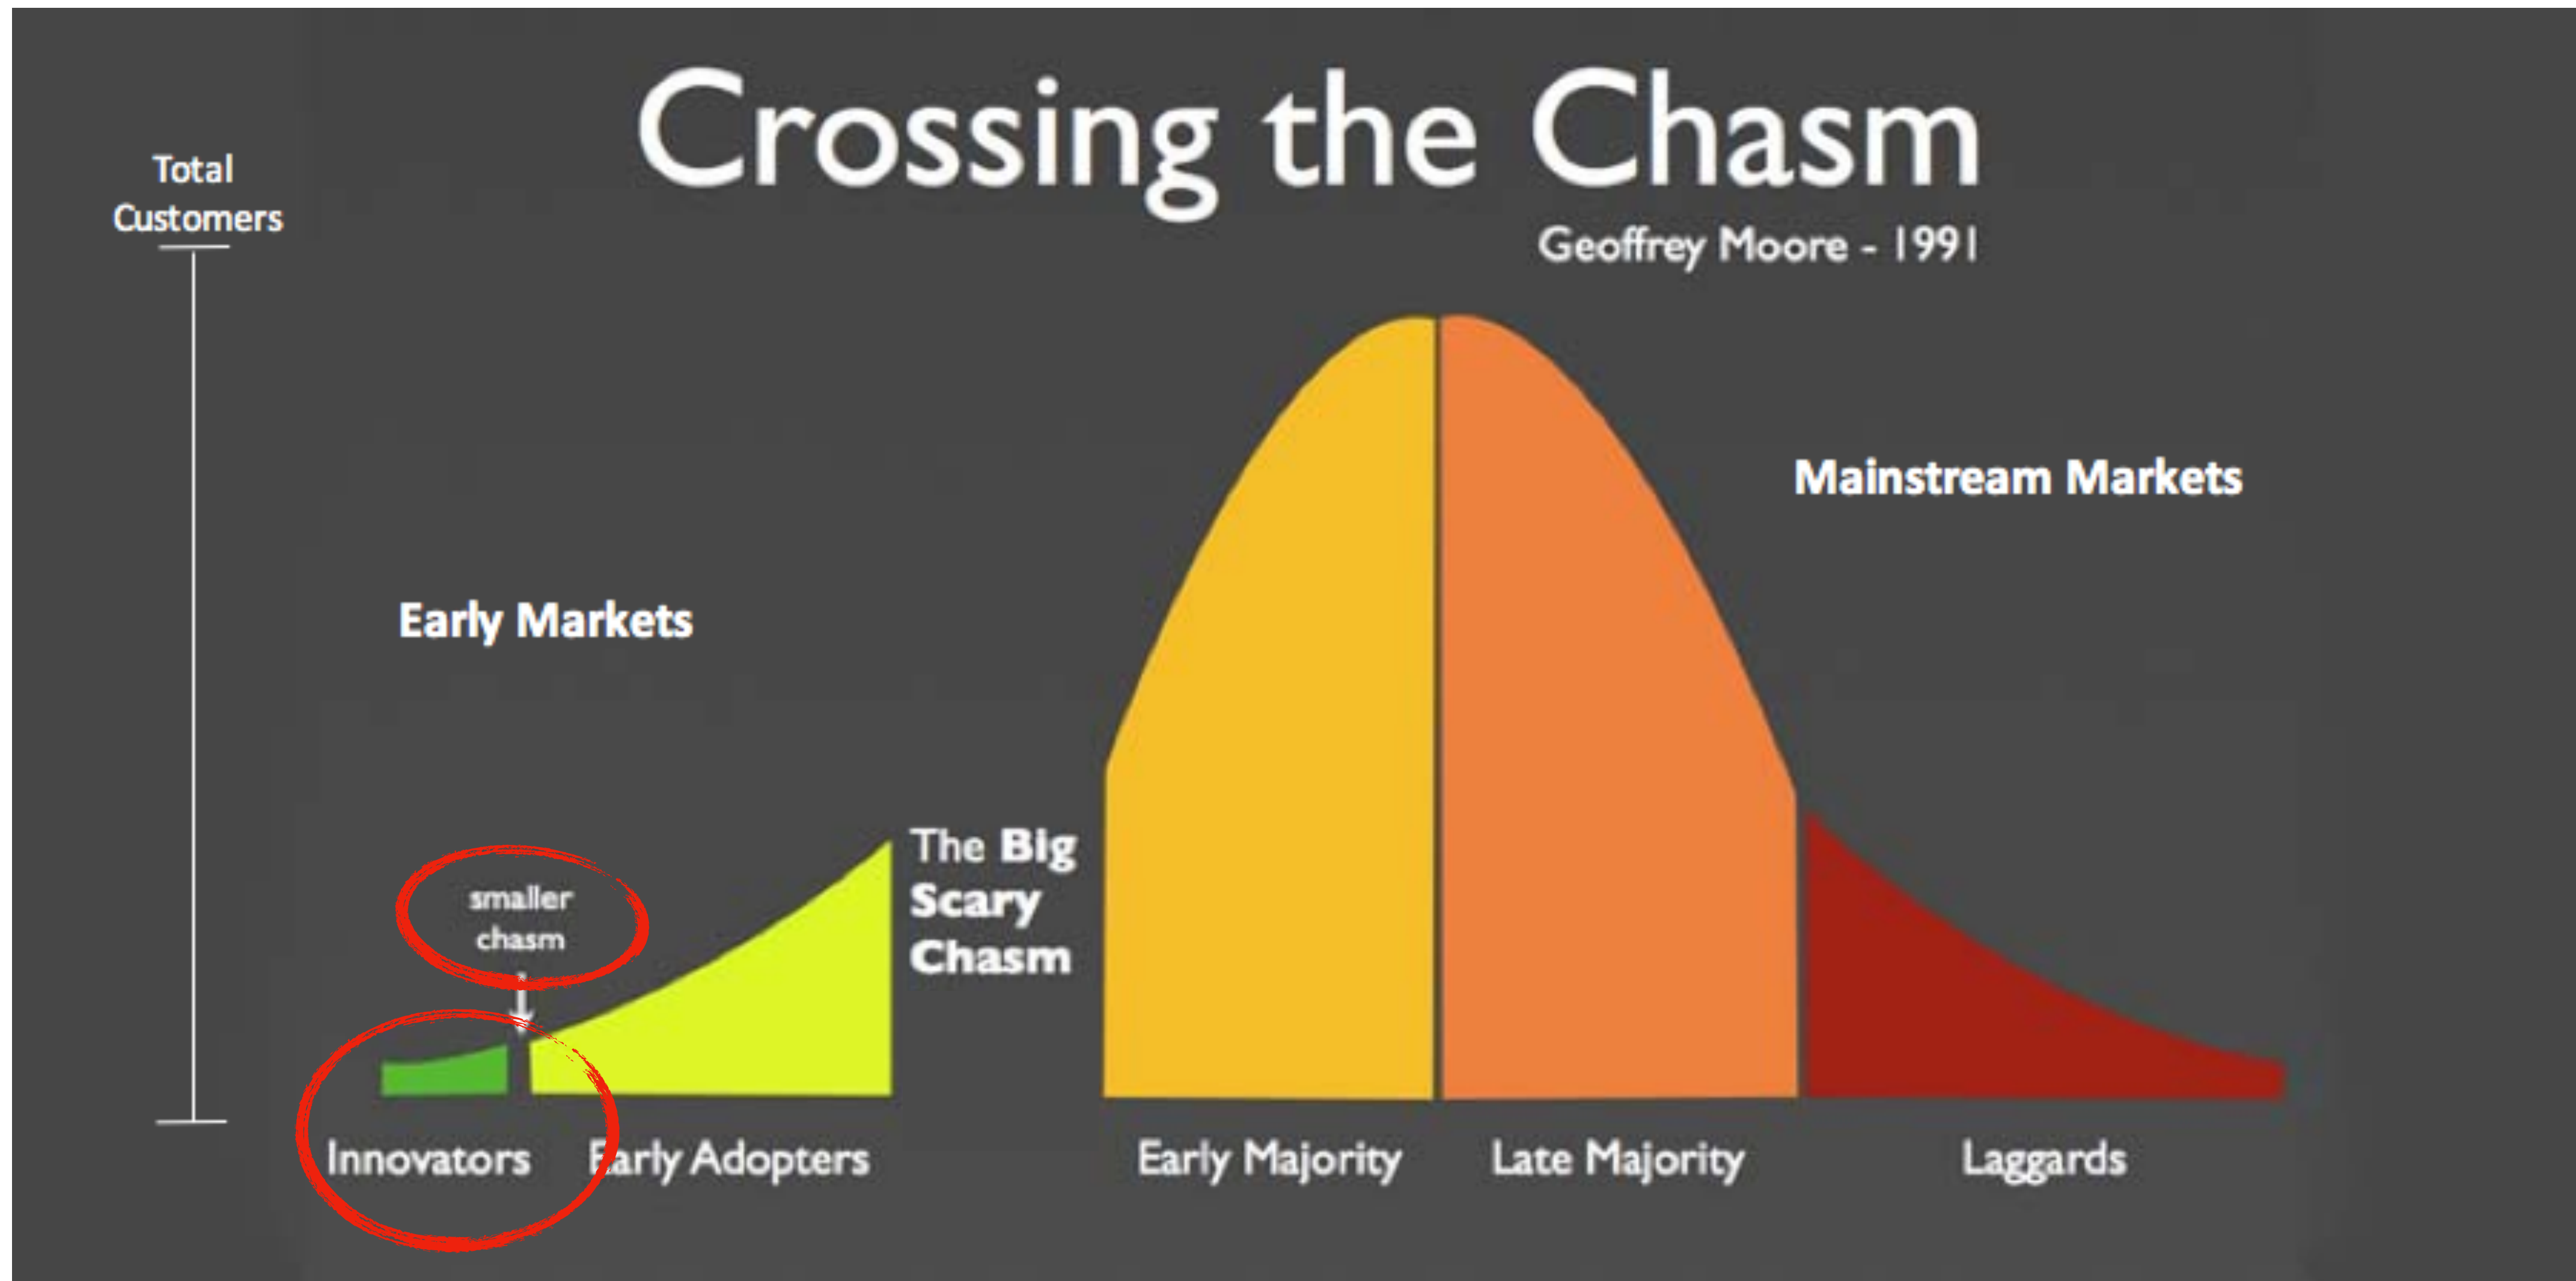 Crossing the Chasm
Geoffrey Moore - 1991
Total
Customers
Mainstream Markets
Early Markets
The Big
Scary
Chasm
smaller
chasm
Innovators
Early Adopters
Early Majority
Late Majority
Laggards